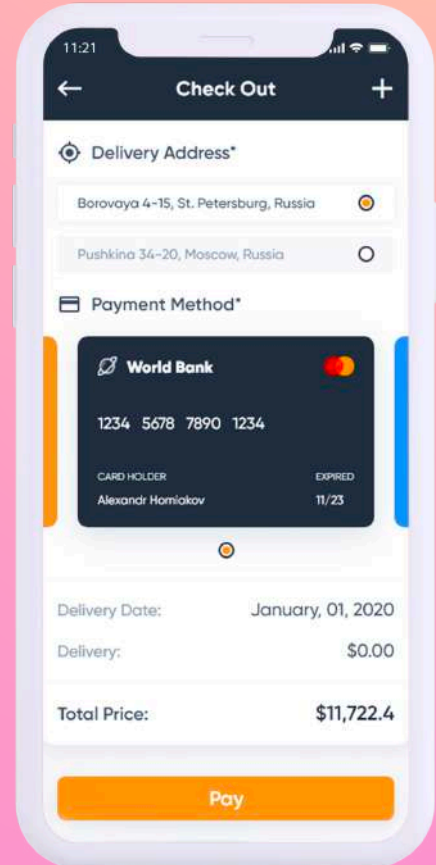 11:21
Check Out
Delivery Address*
Borovaya 4-15, St. Petersburg, Russia
Pushkina 34-20, Moscow, Russia
Payment Method*
World Bank
1234 5678 7890 1234
CARD HOLDER EXPIRED
Alexandr Homiakov 11/23
Delivery Date: January, 01, 2020
Delivery: $0.00
Total Price: $11,722.4
Pay